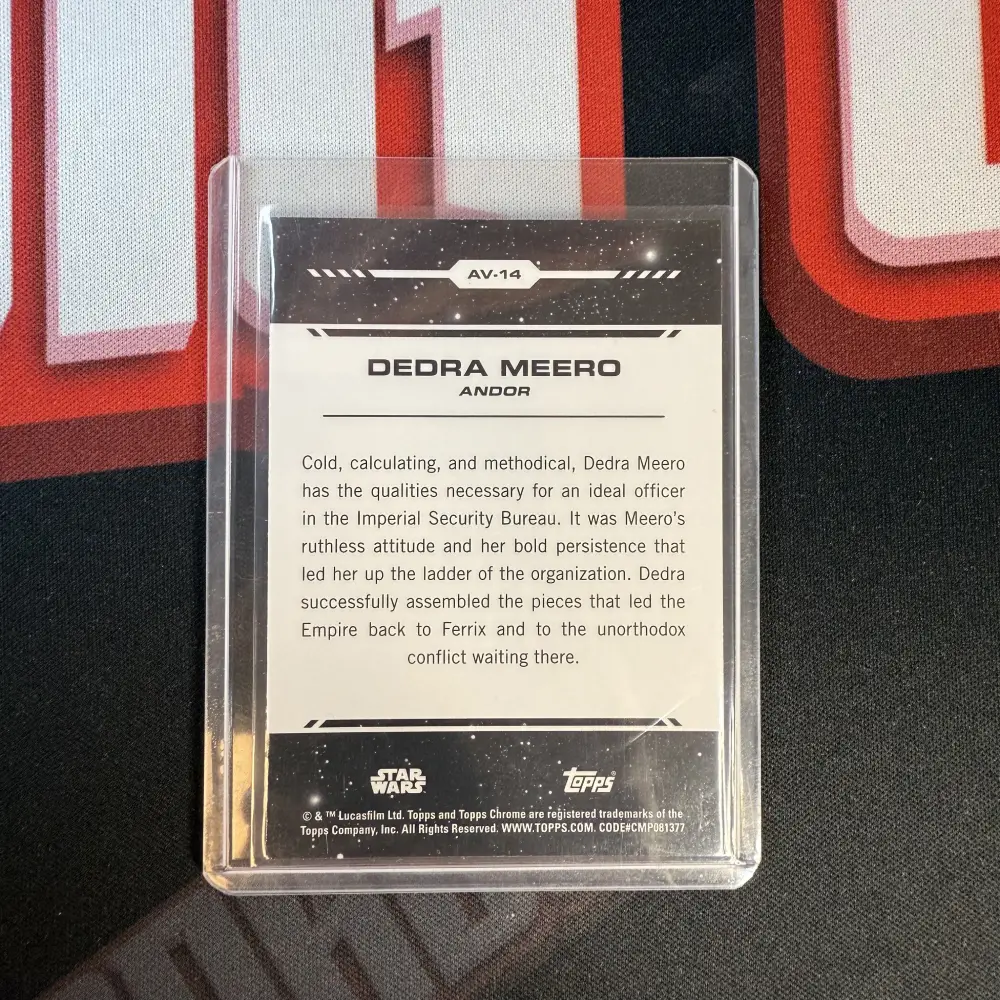 AV-14
DEDRA MEERO
ANDOR
Cold, calculating, and methodical, Dedra Meero
has the qualities necessary for an ideal officer
in the Imperial Security Bureau. It was Meero's
ruthless attitude and her bold persistence that
led her up the ladder of the organization. Dedra
successfully assembled the pieces that led the
Empire back to Ferrix and to the unorthodox
conflict waiting there.
STAR
WARS
topps®
© & ™ Lucasfilm Ltd. Topps and Topps Chrome are registered trademarks of the
Topps Company, Inc. All Rights Reserved. WWW.TOPPS.COM. CODE#CMP081377